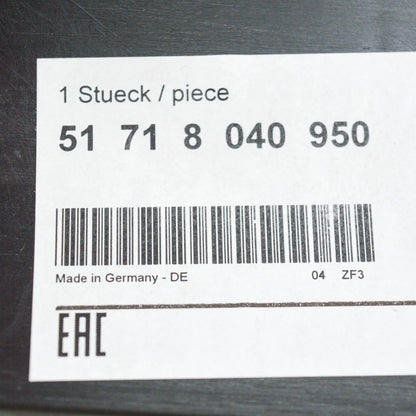 1 Stueck / piece
51 71 8 040 950
Made in Germany - DE 04 ZF3
EAC